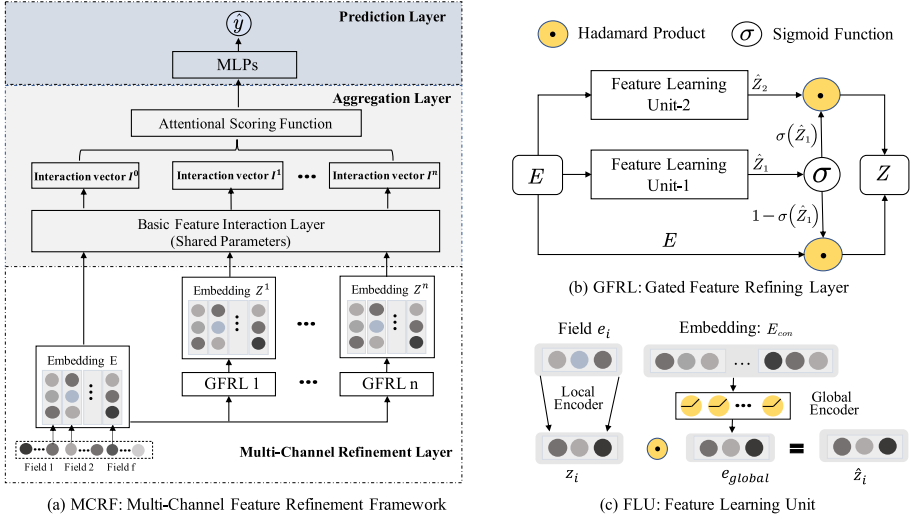 Prediction Layer
ŷ
MLPs
Aggregation Layer
Attentional Scoring Function
Interaction vector I⁰
Interaction vector I¹
Interaction vector Iⁿ
Basic Feature Interaction Layer
(Shared Parameters)
Embedding Z¹
Embedding Zⁿ
Embedding E
GFRL 1
GFRL n
Field 1
Field 2
Field f
Multi-Channel Refinement Layer
(a) MCRF: Multi-Channel Feature Refinement Framework
Hadamard Product
σ
Sigmoid Function
Feature Learning
Unit-2
Ẑ₂
σ(Ẑ₁)
E
Feature Learning
Unit-1
Ẑ₁
σ
Z
1−σ(Ẑ₁)
E
(b) GFRL: Gated Feature Refining Layer
Field eᵢ
Embedding: E_con
...
Local
Encoder
Global
Encoder
zᵢ
e_global
=
ẑᵢ
(c) FLU: Feature Learning Unit